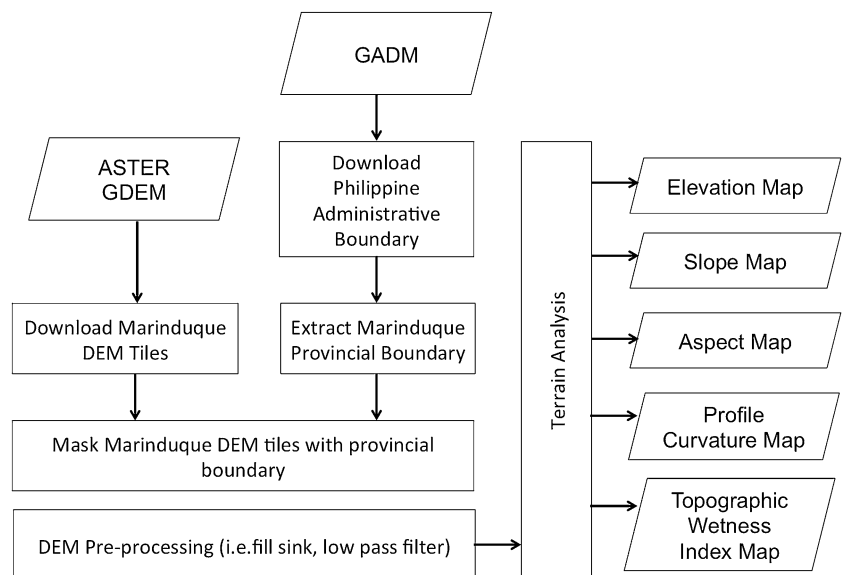 GADM
ASTER
GDEM
Download
Philippine
Administrative
Boundary
Download Marinduque
DEM Tiles
Extract Marinduque
Provincial Boundary
Mask Marinduque DEM tiles with provincial
boundary
DEM Pre-processing (i.e.fill sink, low pass filter)
Terrain Analysis
Elevation Map
Slope Map
Aspect Map
Profile
Curvature Map
Topographic
Wetness
Index Map